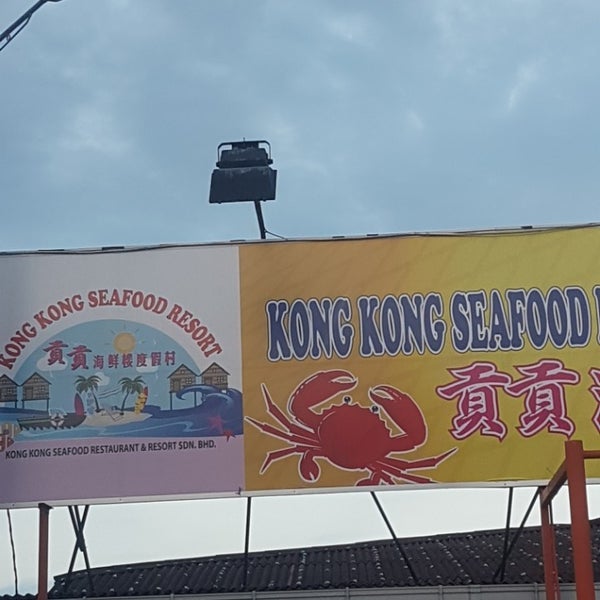 KONG KONG SEAFOOD RESORT
貢貢海鮮楼度假村
KONG KONG SEAFOOD RESTAURANT & RESORT SDN. BHD.
KONG KONG SEAFOOD
貢貢